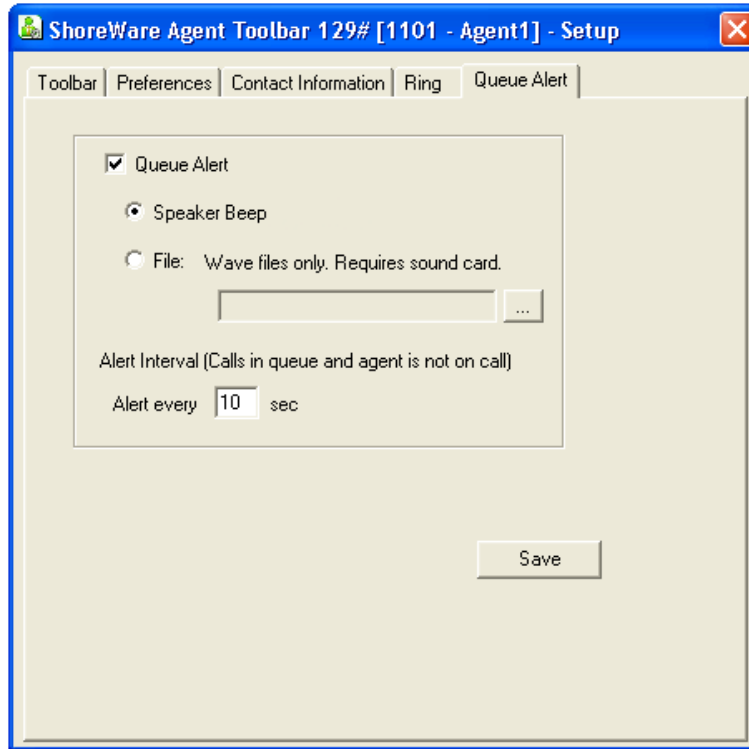 ShoreWare Agent Toolbar 129# [1101 - Agent1] - Setup
Toolbar Preferences Contact Information Ring Queue Alert
Queue Alert
Speaker Beep
File: Wave files only. Requires sound card.
...
Alert Interval (Calls in queue and agent is not on call)
Alert every 10 sec
Save